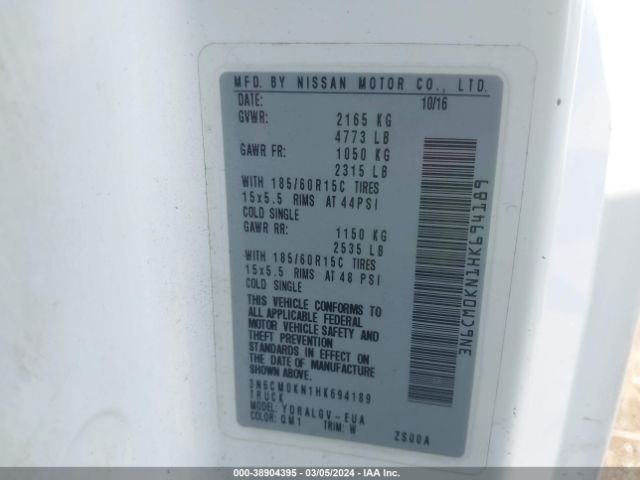 MFD. BY NISSAN MOTOR CO., LTD.
DATE: 10/16
GVWR: 2165 KG
4773 LB
GAWR FR: 1050 KG
2315 LB
WITH 185/60R15C TIRES
15x5.5 RIMS AT 44PSI
COLD SINGLE
GAWR RR: 1150 KG
2535 LB
WITH 185/60R15C TIRES
15x5.5 RIMS AT 48 PSI
COLD SINGLE
THIS VEHICLE CONFORMS TO
ALL APPLICABLE FEDERAL
MOTOR VEHICLE SAFETY AND
THEFT PREVENTION
STANDARDS IN EFFECT ON
THE DATE OF MANUFACTURE
SHOWN ABOVE.
3N6CM0KN1HK694189
TRUCK
MODEL: YDRALGV-EUA
COLOR: QM1 TRIM: W
ZS00A
3N6CM0KN1HK694189
000-38904395 - 03/05/2024 - IAA Inc.